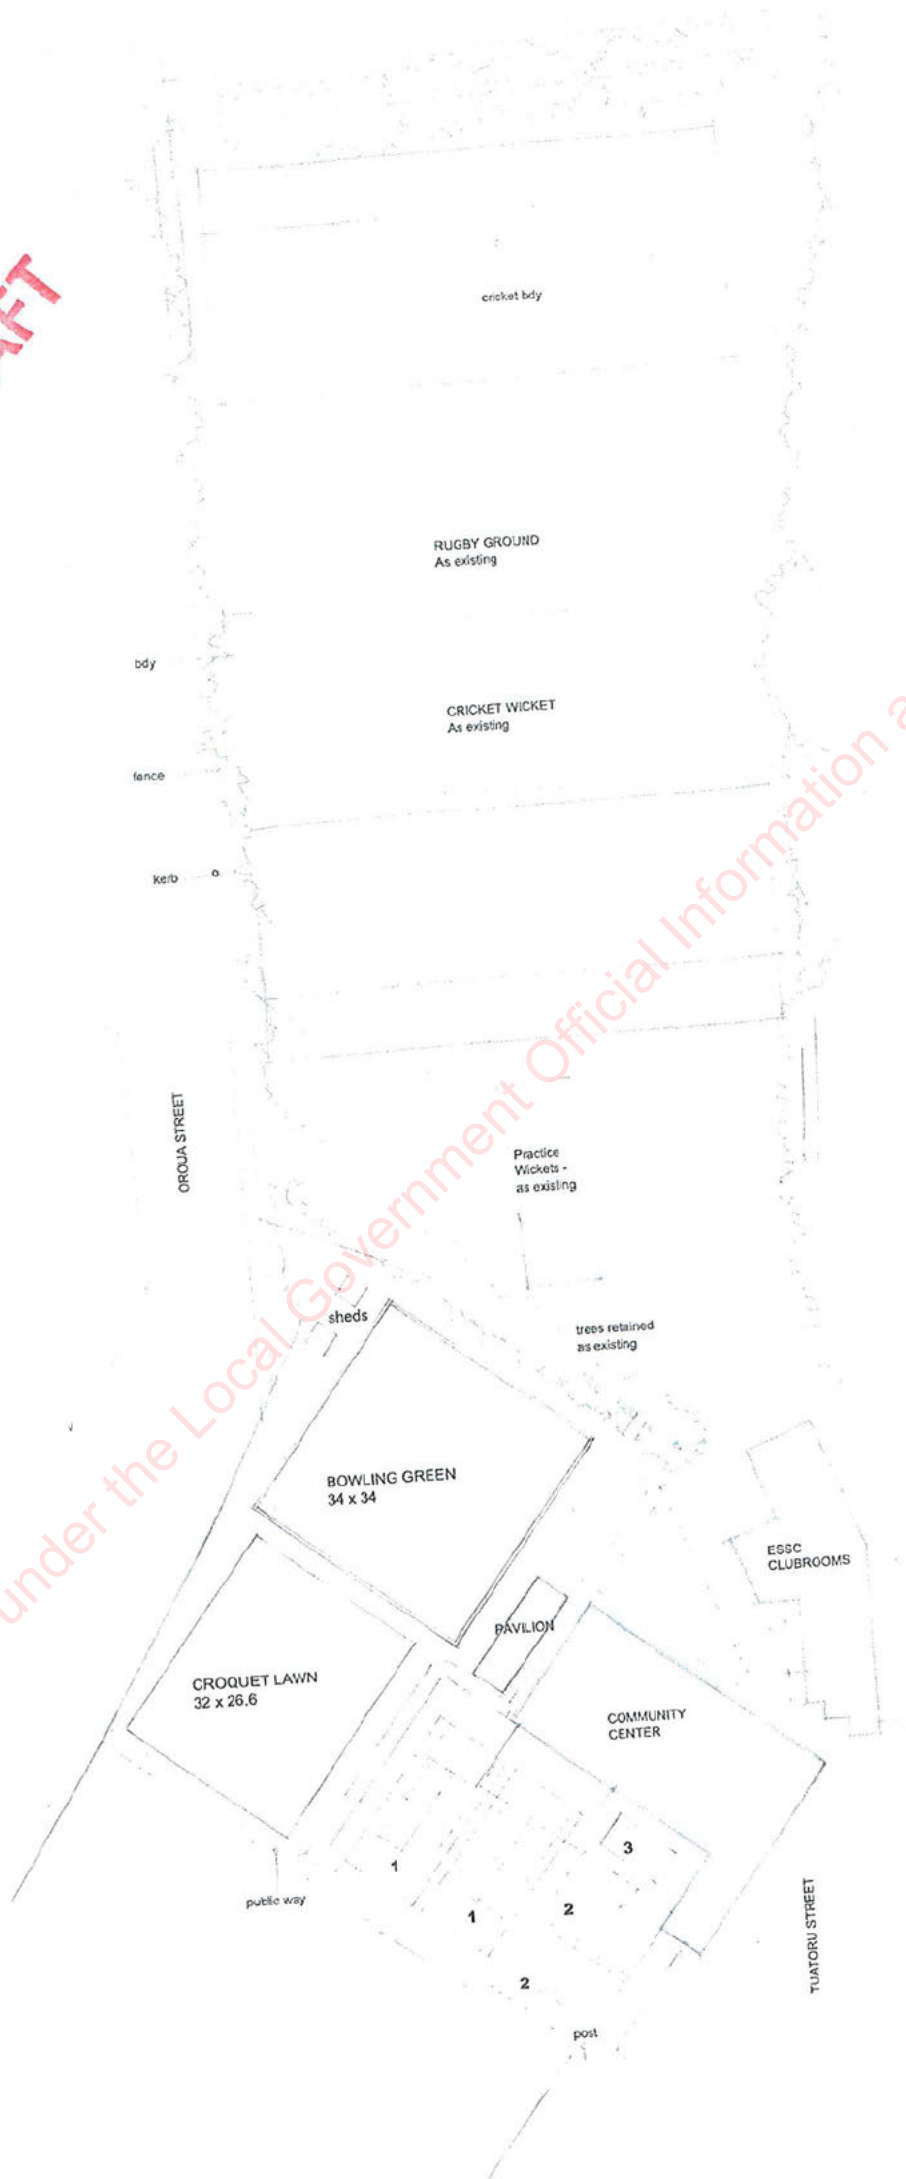 AFT
cricket bdy
RUGBY GROUND
As existing
bdy
CRICKET WICKET
As existing
fence
kerb
OROUA STREET
Practice
Wickets -
as existing
sheds
trees retained
as existing
BOWLING GREEN
34 x 34
ESSC
CLUBROOMS
PAVILION
CROQUET LAWN
32 x 26.6
COMMUNITY
CENTER
3
1
public way
2
1
TUATORU STREET
2
post
under the Local Government Official Information a